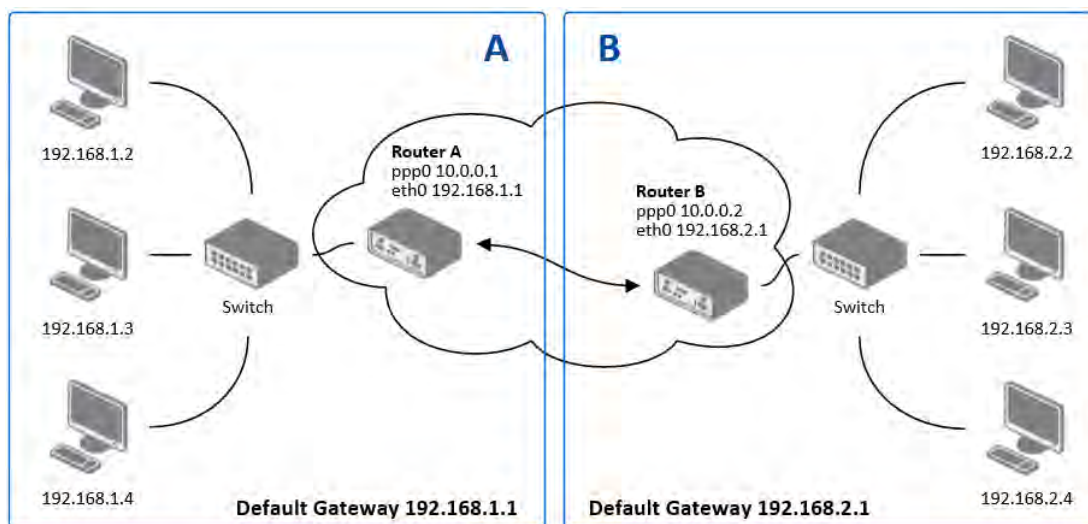 A
B
192.168.1.2
192.168.2.2
Router A
ppp0 10.0.0.1
eth0 192.168.1.1
Router B
ppp0 10.0.0.2
eth0 192.168.2.1
192.168.1.3
Switch
Switch
192.168.2.3
192.168.1.4
Default Gateway 192.168.1.1
Default Gateway 192.168.2.1
192.168.2.4